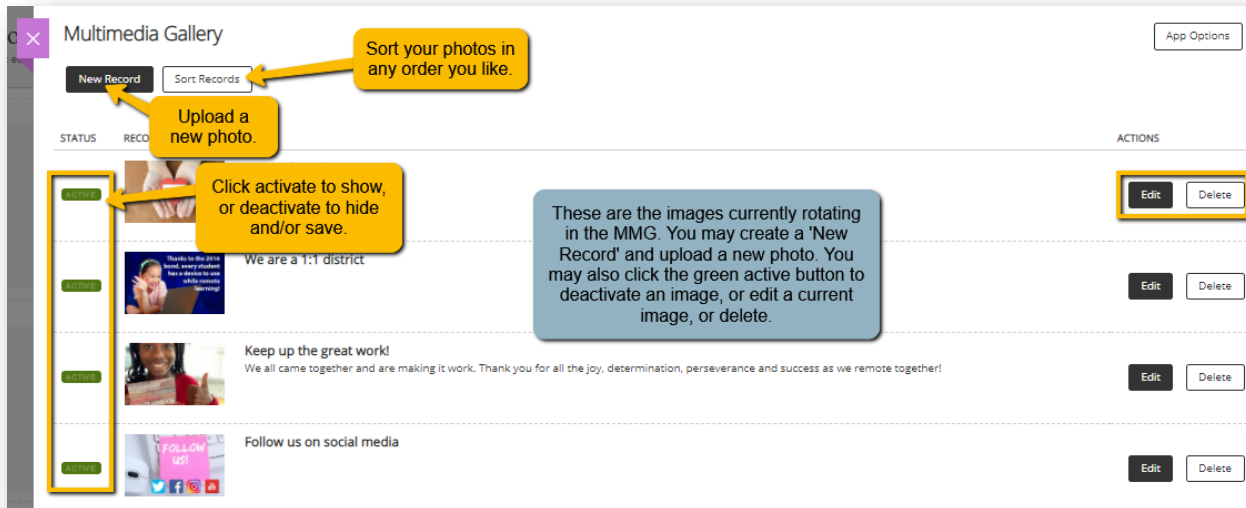 Multimedia Gallery
App Options
Sort your photos in
any order you like.
New Record
Sort Records
Upload a
new photo.
STATUS
ACTIONS
ACTIVE
Click activate to show,
or deactivate to hide
and/or save.
Edit
Delete
These are the images currently rotating
in the MMG. You may create a 'New
Record' and upload a new photo. You
may also click the green active button to
deactivate an image, or edit a current
image, or delete.
ACTIVE
Thanks to the 2016
bond, every student
has a device to use
while remote
learning!
We are a 1:1 district
Edit
Delete
ACTIVE
Keep up the great work!
We all came together and are making it work. Thank you for all the joy, determination, perseverance and success as we remote together!
Edit
Delete
ACTIVE
FOLLOW
US!
Follow us on social media
Edit
Delete